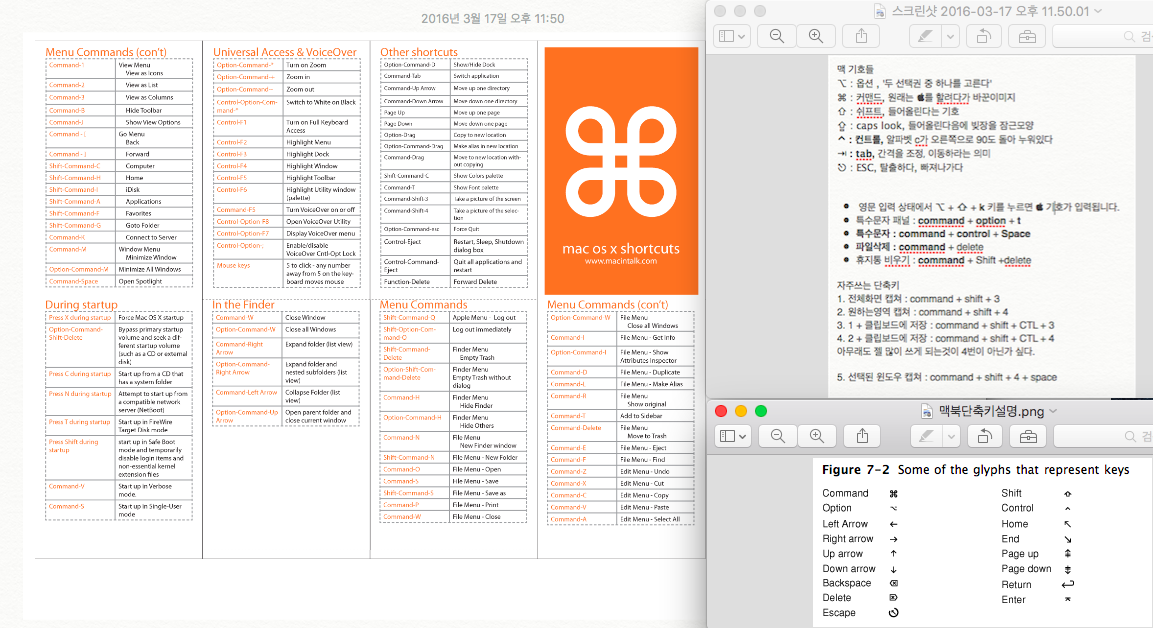 2016년 3월 17일 오후 11:50
Menu Commands (con't)
Command-1 View Menu
View as Icons
Command-2 View as List
Command-3 View as Columns
Command-B Hide Toolbar
Command-J Show View Options
Command - [ Go Menu
Back
Command - ] Forward
Shift-Command-C Computer
Shift-Command-H Home
Shift-Command-I iDisk
Shift-Command-A Applications
Shift-Command-F Favorites
Shift-Command-G Goto Folder
Command-K Connect to Server
Command-M Window Menu
Minimize Window
Option-Command-M Minimize All Windows
Command-Space Open Spotlight
Universal Access & VoiceOver
Option-Command-* Turn on Zoom
Option-Command-+ Zoom in
Option-Command-- Zoom out
Control-Option-Com- Switch to White on Black
mand-*
Control-F1 Turn on Full Keyboard
Access
Control-F2 Highlight Menu
Control-F3 Highlight Dock
Control-F4 Highlight Window
Control-F5 Highlight Toolbar
Control-F6 Highlight Utility window
(palette)
Command-F5 Turn VoiceOver on or off
Control-Option-F8 Open VoiceOver Utility
Control-Option-F7 Display VoiceOver menu
Control-Option ; Enable/disable
VoiceOver Cntl-Opt Lock
Mouse keys 5 to click - any number
away from 5 on the key-
board moves mouse
Other shortcuts
Option-Command-D Show/Hide Dock
Command Tab Switch application
Command-Up Arrow Move up one directory
Command-Down Arrow Move down one directory
Page Up Move up one page
Page Down Move down one page
Option-Drag Copy to new location
Option-Command-Drag Make alias in new location
Command-Drag Move to new location with-
out copying
Shift-Command-C Show Colors palette
Command-T Show Font palette
Command-Shift-3 Take a picture of the screen
Command-Shift-4 Take a picture of the selec-
tion
Option-Command-esc Force Quit
Control-Eject Restart, Sleep, Shutdown
dialog box
Control-Command- Quit all applications and
Eject restart
Function-Delete Forward Delete
⌘
mac os x shortcuts
www.macintalk.com
During startup
Press X during startup Force Mac OS X startup
Option-Command- Bypass primary startup
Shift-Delete volume and seek a dif-
ferent startup volume
(such as a CD or external
disk)
Press C during startup Start up from a CD that
has a system folder
Press N during startup Attempt to start up from
a compatible network
server (NetBoot)
Press T during startup Start up in FireWire
Target Disk mode
Press Shift during start up in Safe Boot
startup mode and temporarily
disable login items and
non-essential kernel
extension files
Command-V Start up in Verbose
mode.
Command-S Start up in Single-User
mode
In the Finder
Command-W Close Window
Option-Command-W Close all Windows
Command-Right Expand folder (list view)
Arrow
Option-Command- Expand folder and
Right Arrow nested subfolders (list
view)
Command-Left Arrow Collapse Folder (list
view)
Option-Command-Up Open parent folder and
Arrow close current window
Menu Commands
Shift-Command-Q Apple Menu - Log out
Shift-Option-Com- Log out immediately
mand-Q
Shift-Command- Finder Menu
Delete Empty Trash
Option-Shift-Com- Finder Menu
mand-Delete Empty Trash without
dialog
Command-H Finder Menu
Hide Finder
Option-Command-H Finder Menu
Hide Others
Command-N File Menu
New Finder window
Shift-Command-N File Menu - New Folder
Command-O File Menu - Open
Command-S File Menu - Save
Shift-Command-S File Menu - Save as
Command-P File Menu - Print
Command-W File Menu - Close
Menu Commands (con't)
Option-Command-W File Menu
Close all Windows
Command-I File Menu - Get Info
Option-Command-I File Menu - Show
Attributes Inspector
Command-D File Menu - Duplicate
Command-L File Menu - Make Alias
Command-R File Menu
Show original
Command-T Add to Sidebar
Command-Delete File Menu
Move to Trash
Command-E File Menu - Eject
Command-F File Menu - Find
Command-Z Edit Menu - Undo
Command-X Edit Menu - Cut
Command-C Edit Menu - Copy
Command-V Edit Menu - Paste
Command-A Edit Menu - Select All
스크린샷 2016-03-17 오후 11.50.01
검
맥 기호들
⌥ : 옵션 , '두 선택권 중 하나를 고른다'
⌘ : 커맨드, 원래는 를 할려다가 바꾼이미지
⇧ : 쉬프트, 들어올린다는 기호
⇪ : caps look, 들어올린다음에 빗장을 잠근모양
⌃ : 컨트롤, 알파벳 c가 오른쪽으로 90도 돌아 누워있다
⇥ : tab, 간격을 조정, 이동하라는 의미
⎋ : ESC, 탈출하다, 빠져나가다
• 영문 입력 상태에서 ⌥ + ⇧ + k 키를 누르면  기호가 입력됩니다.
• 특수문자 패널 : command + option + t
• 특수문자 : command + control + Space
• 파일삭제 : command + delete
• 휴지통 비우기 : command + Shift +delete
자주쓰는 단축키
1. 전체화면 캡쳐 : command + shift + 3
2. 원하는영역 캡쳐 : command + shift + 4
3. 1 + 클립보드에 저장 : command + shift + CTL + 3
4. 2 + 클립보드에 저장 : command + shift + CTL + 4
아무래도 젤 많이 쓰게 되는것이 4번이 아닌가 싶다.
5. 선택된 윈도우 캡쳐 : command + shift + 4 + space
맥북단축키설명.png
검
Figure 7-2 Some of the glyphs that represent keys
Command ⌘ Shift ⇧
Option ⌥ Control ⌃
Left Arrow ← Home ↖
Right arrow → End ↘
Up arrow ↑ Page up ⇞
Down arrow ↓ Page down ⇟
Backspace ⌫ Return ↩
Delete ⌦ Enter ⌤
Escape ⎋